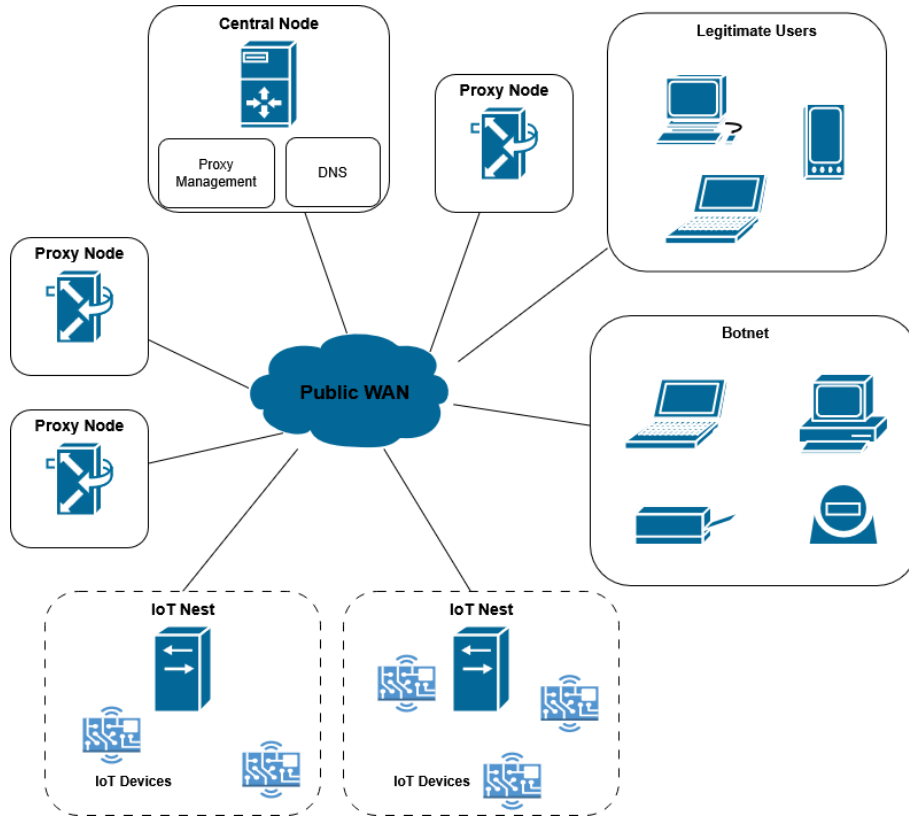 Central Node
Proxy
Management
DNS
Proxy Node
Legitimate Users
Proxy Node
Public WAN
Botnet
Proxy Node
IoT Nest
IoT Devices
IoT Nest
IoT Devices